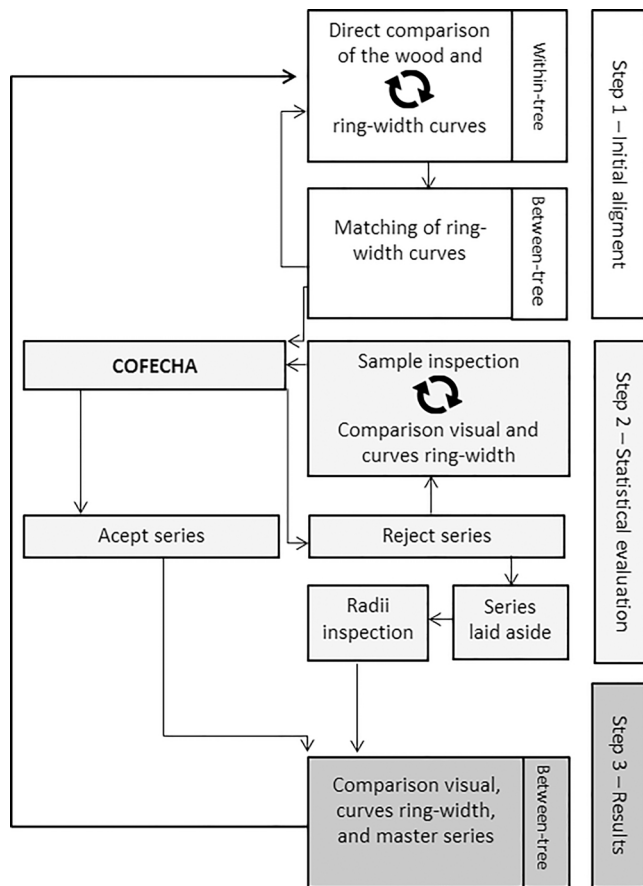 Direct comparison
of the wood and
ring-width curves
Within-tree
Step 1 – Initial aligment
Matching of ring-
width curves
Between-tree
COFECHA
Sample inspection
Comparison visual and
curves ring-width
Step 2 – Statistical evaluation
Acept series
Reject series
Radii
inspection
Series
laid aside
Comparison visual,
curves ring-width,
and master series
Between-tree
Step 3 – Results